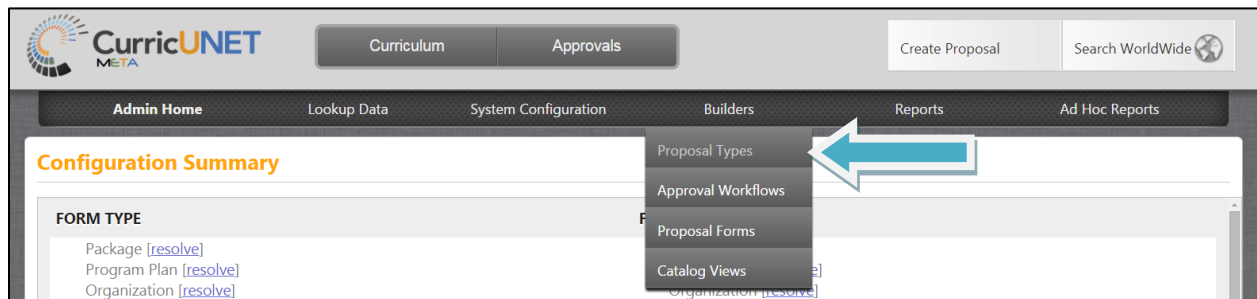 CurricUNET
META
Curriculum Approvals
Create Proposal
Search WorldWide
Admin Home Lookup Data System Configuration Builders Reports Ad Hoc Reports
Proposal Types
Approval Workflows
Proposal Forms
Catalog Views
Configuration Summary
FORM TYPE
Package [resolve]
Program Plan [resolve]
Organization [resolve]
Organization [resolve]